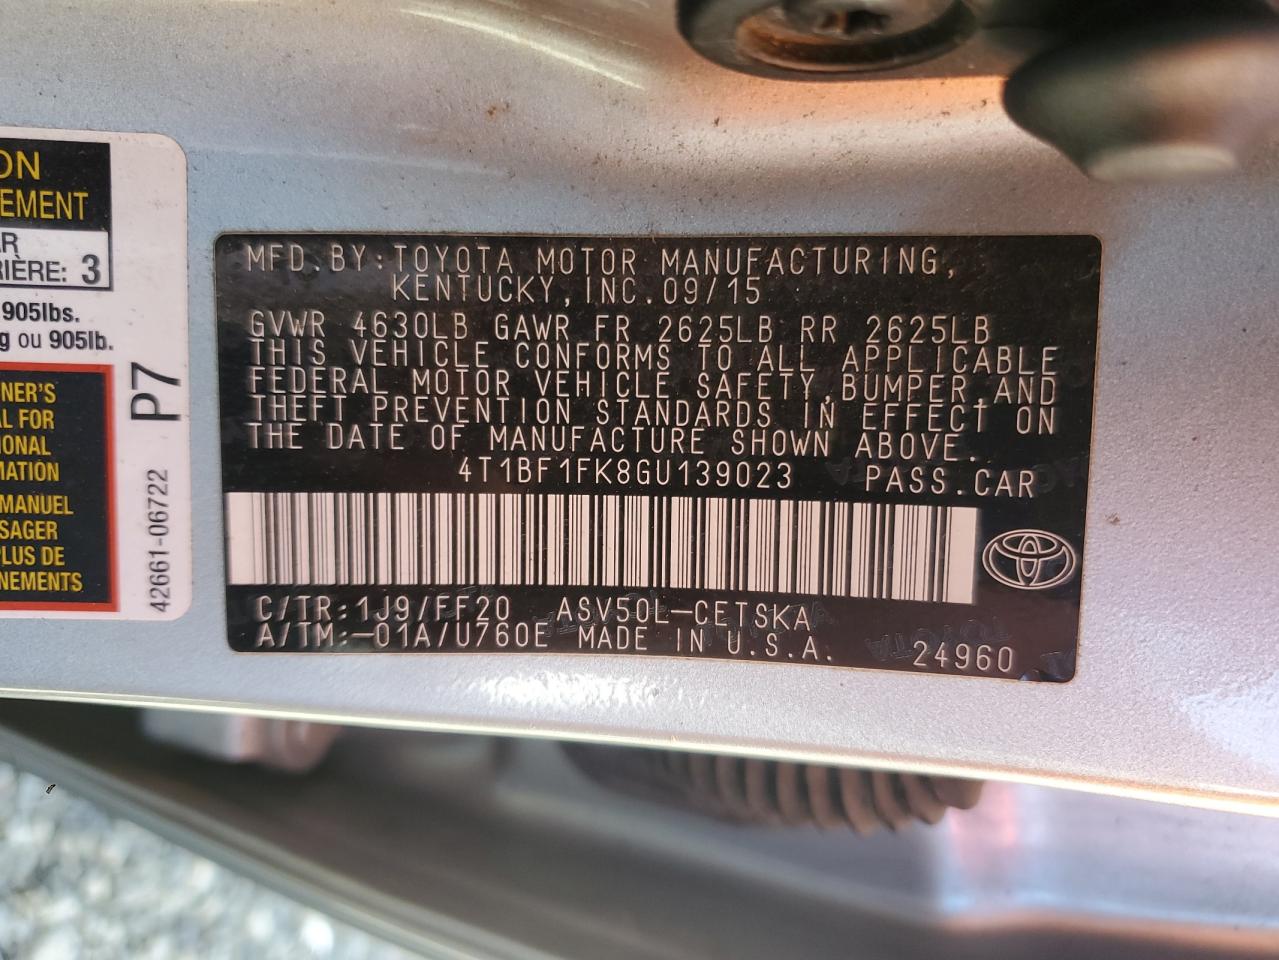 ON
EMENT
AR
RIÈRE: 3
905lbs.
g ou 905lb.
NER'S
AL FOR
IONAL
MATION
MANUEL
SAGER
PLUS DE
NEMENTS
P7
42661-06722
MFD.BY:TOYOTA MOTOR MANUFACTURING,
KENTUCKY,INC.09/15
GVWR 4630LB GAWR FR 2625LB RR 2625LB
THIS VEHICLE CONFORMS TO ALL APPLICABLE
FEDERAL MOTOR VEHICLE SAFETY,BUMPER,AND
THEFT PREVENTION STANDARDS IN EFFECT ON
THE DATE OF MANUFACTURE SHOWN ABOVE.
4T1BF1FK8GU139023 PASS.CAR
C/TR:1J9/FF20 ASV50L-CETSKA
A/TM:-01A/U760E MADE IN U.S.A. 24960